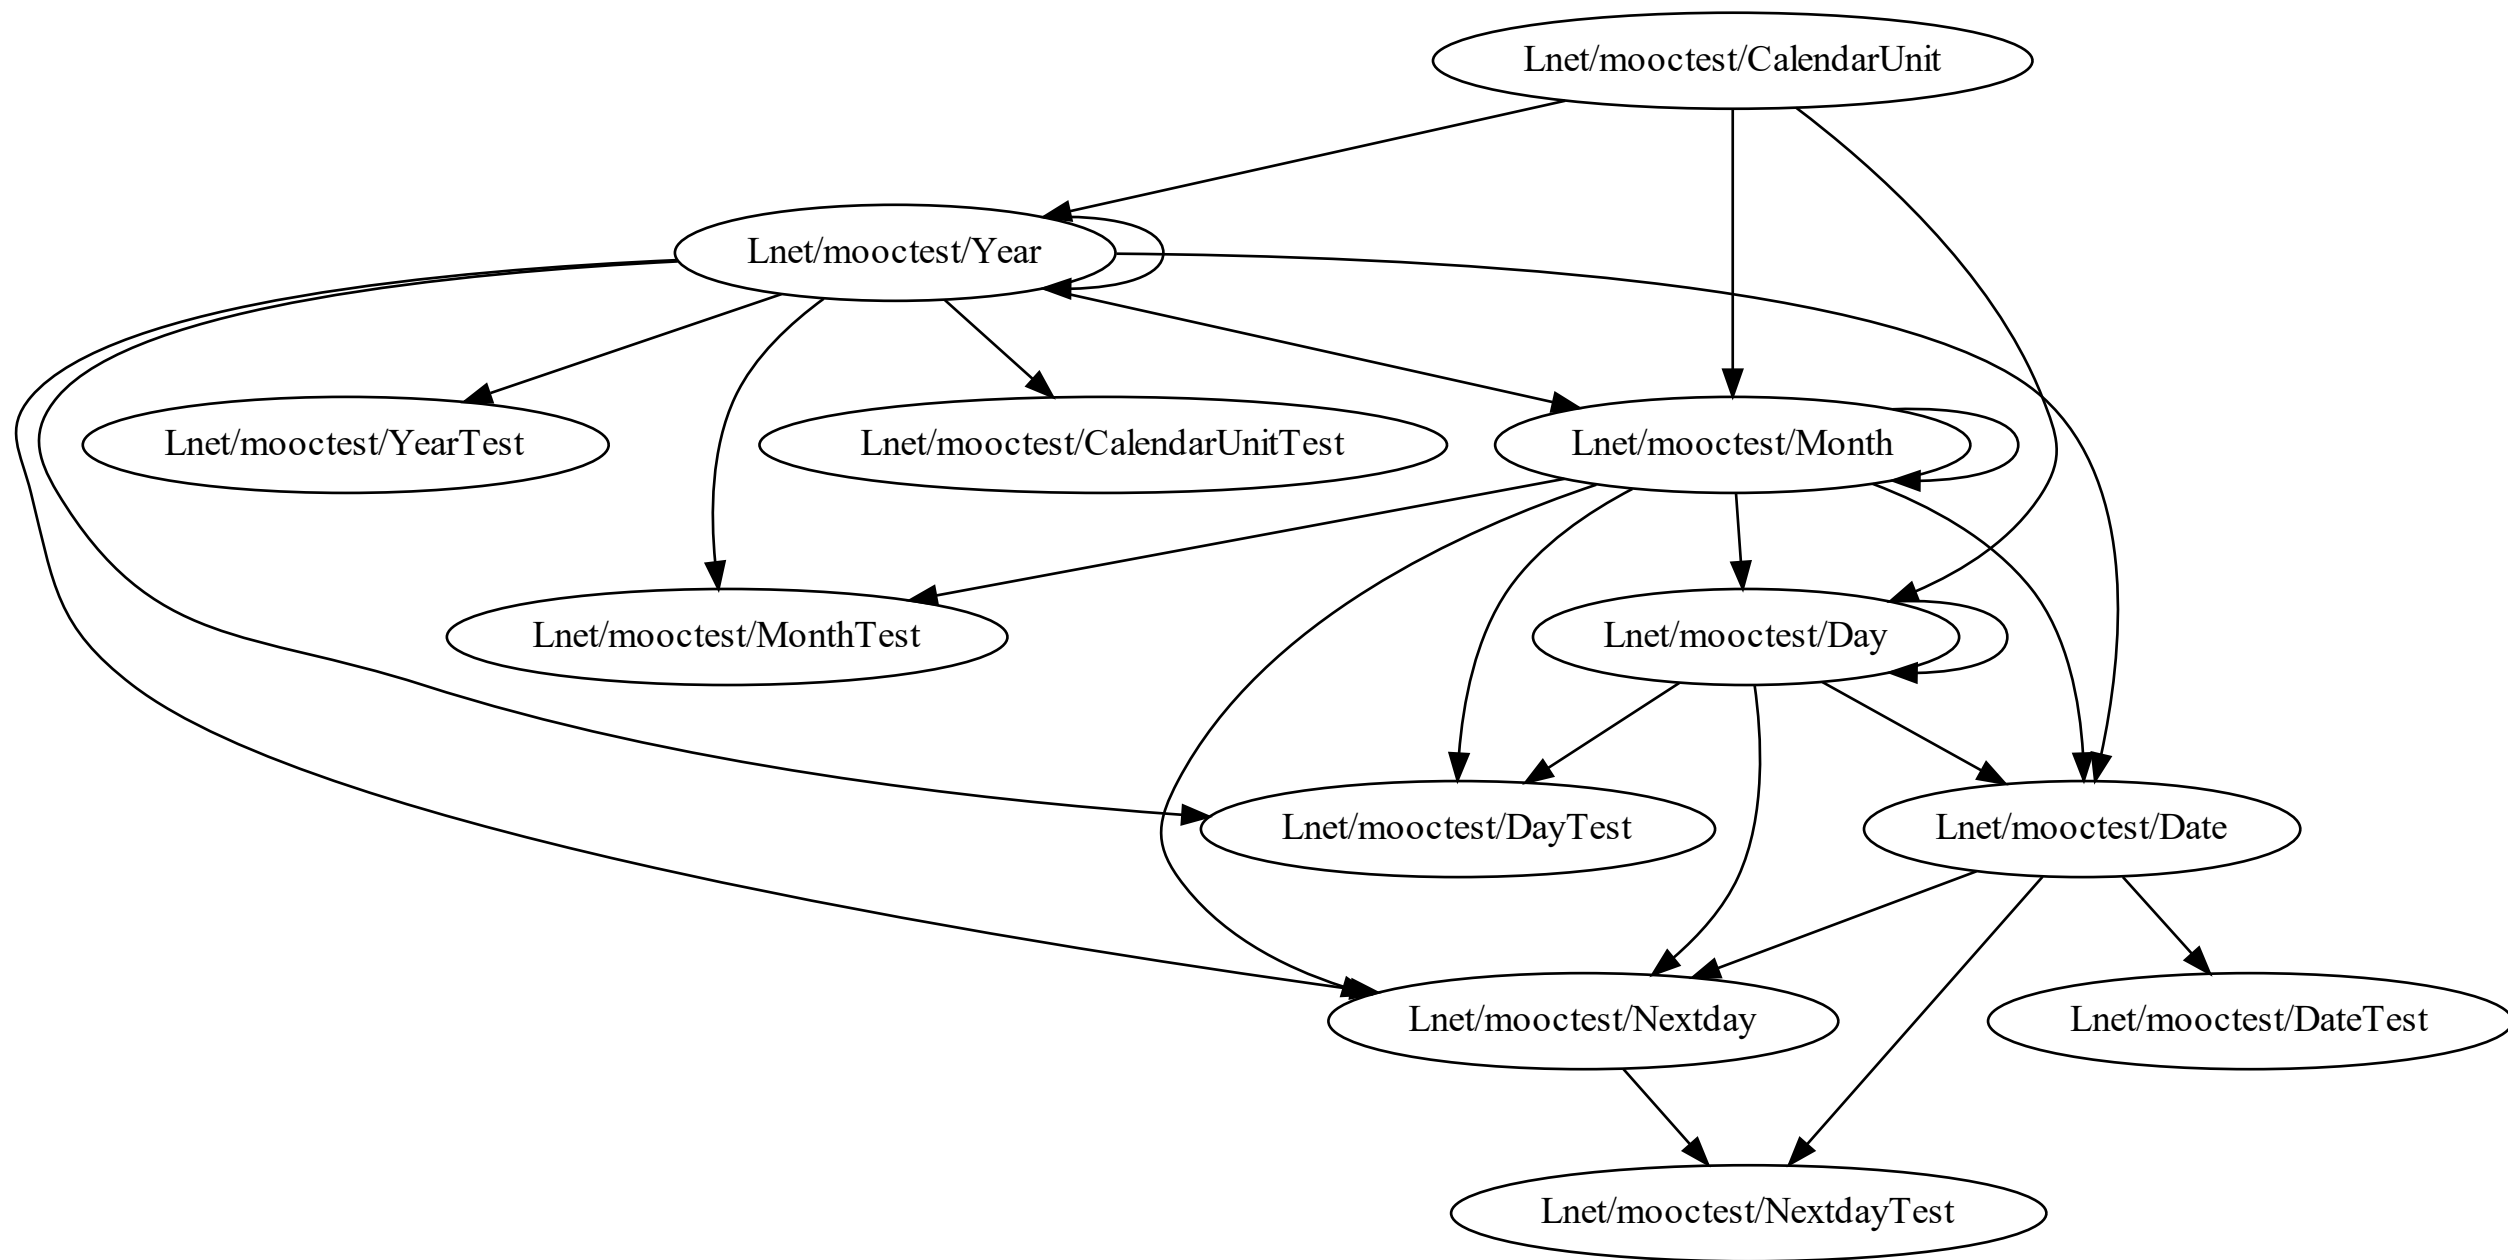 Lnet/mooctest/CalendarUnit
Lnet/mooctest/Year
Lnet/mooctest/YearTest
Lnet/mooctest/CalendarUnitTest
Lnet/mooctest/Month
Lnet/mooctest/MonthTest
Lnet/mooctest/Day
Lnet/mooctest/DayTest
Lnet/mooctest/Date
Lnet/mooctest/Nextday
Lnet/mooctest/DateTest
Lnet/mooctest/NextdayTest